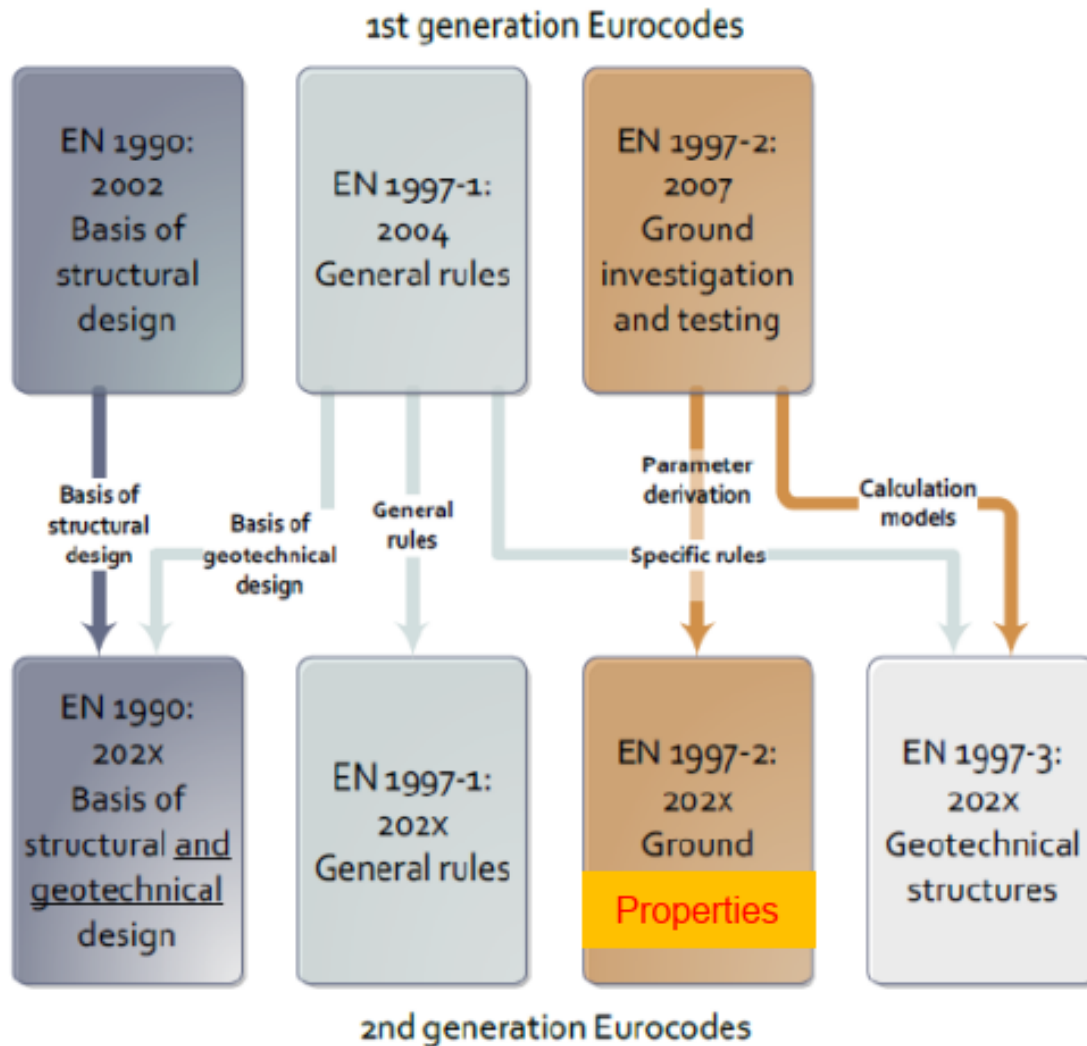 1st generation Eurocodes
EN 1990:
2002
Basis of
structural
design
EN 1997-1:
2004
General rules
EN 1997-2:
2007
Ground
investigation
and testing
Basis of
structural
design
Basis of
geotechnical
design
General
rules
Parameter
derivation
Specific rules
Calculation
models
EN 1990:
202X
Basis of
structural and
geotechnical
design
EN 1997-1:
202X
General rules
EN 1997-2:
202X
Ground
Properties
EN 1997-3:
202X
Geotechnical
structures
2nd generation Eurocodes